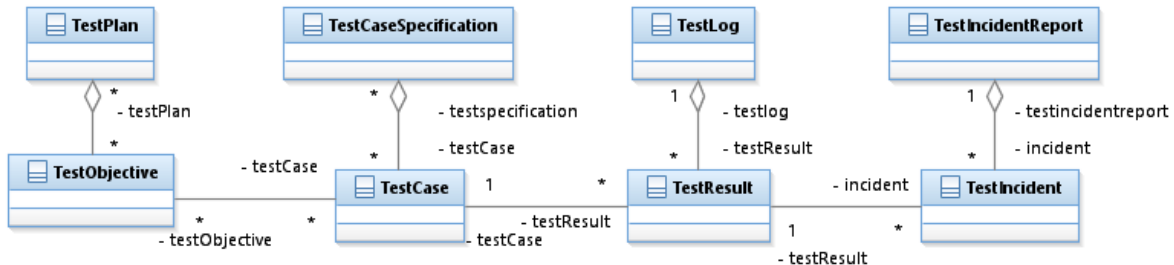 TestPlan
TestCaseSpecification
TestLog
TestIncidentReport
*
*
1
1
- testPlan
- testspecification
- testlog
- testincidentreport
*
- testCase
- testResult
- incident
*
*
*
TestObjective
- testCase
TestCase
1
*
TestResult
- incident
TestIncident
*
*
- testResult
1
*
- testObjective
- testCase
- testResult